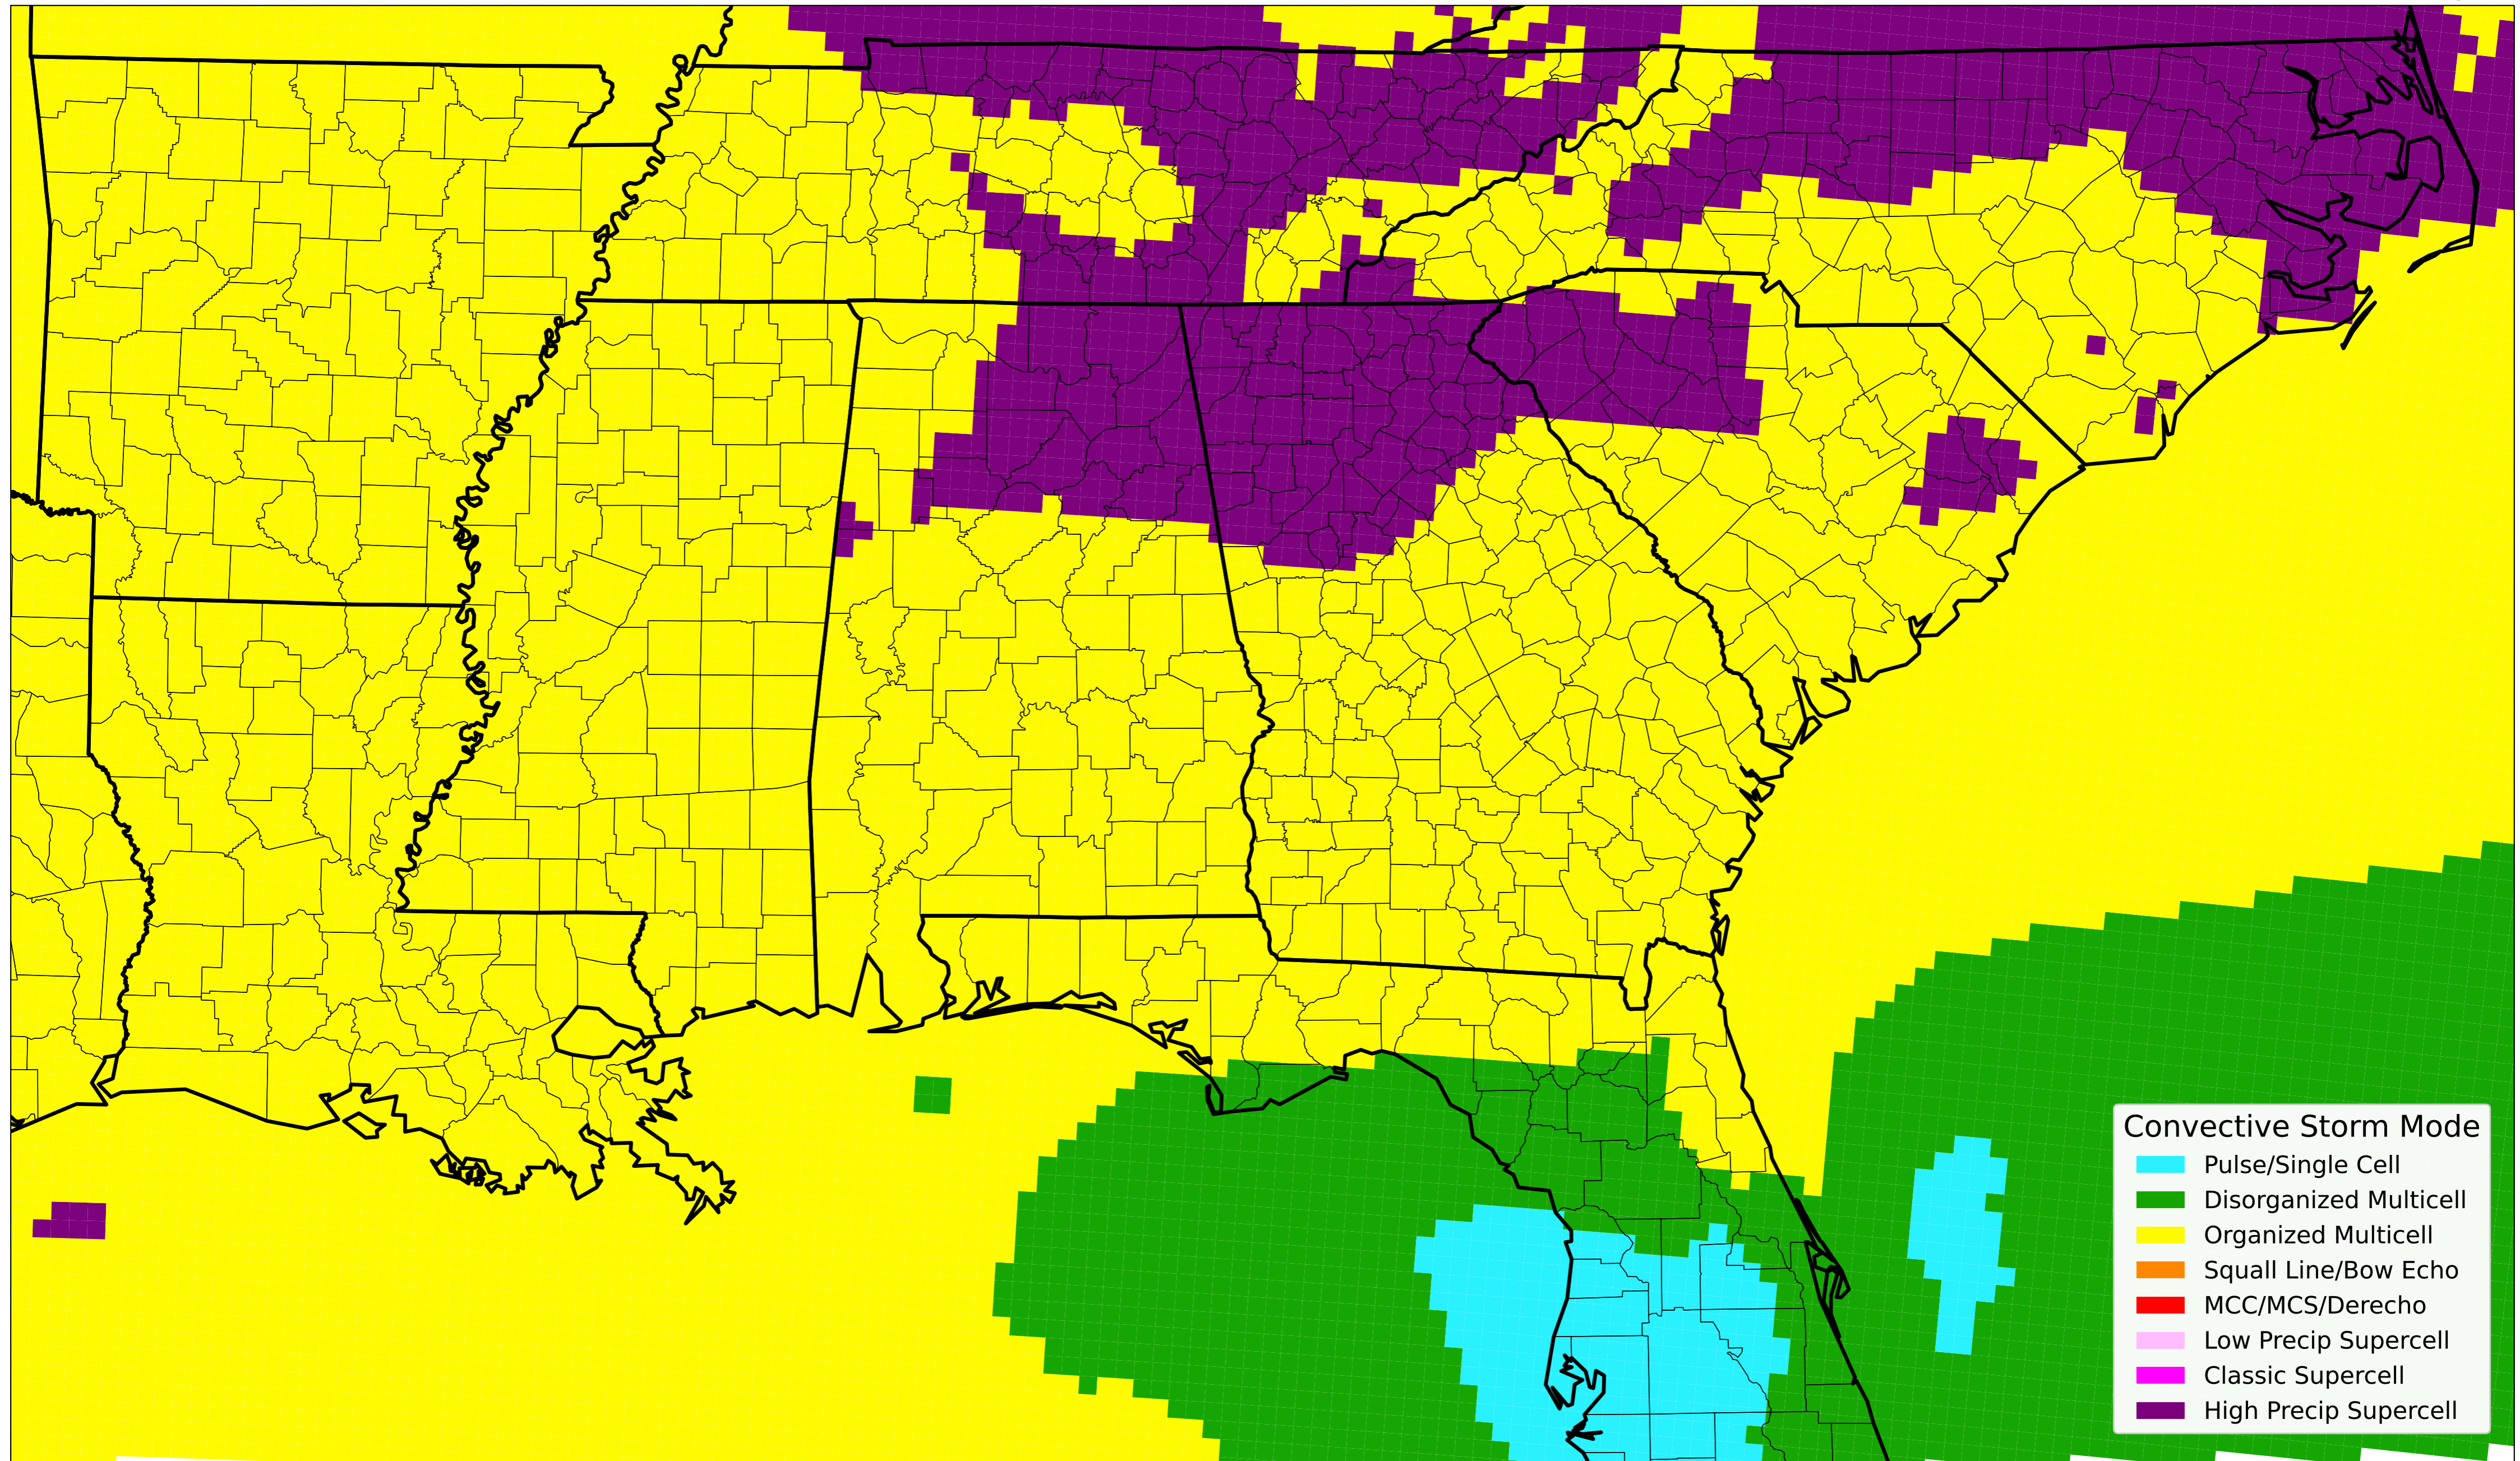 Convective Storm Mode
Pulse/Single Cell
Disorganized Multicell
Organized Multicell
Squall Line/Bow Echo
MCC/MCS/Derecho
Low Precip Supercell
Classic Supercell
High Precip Supercell